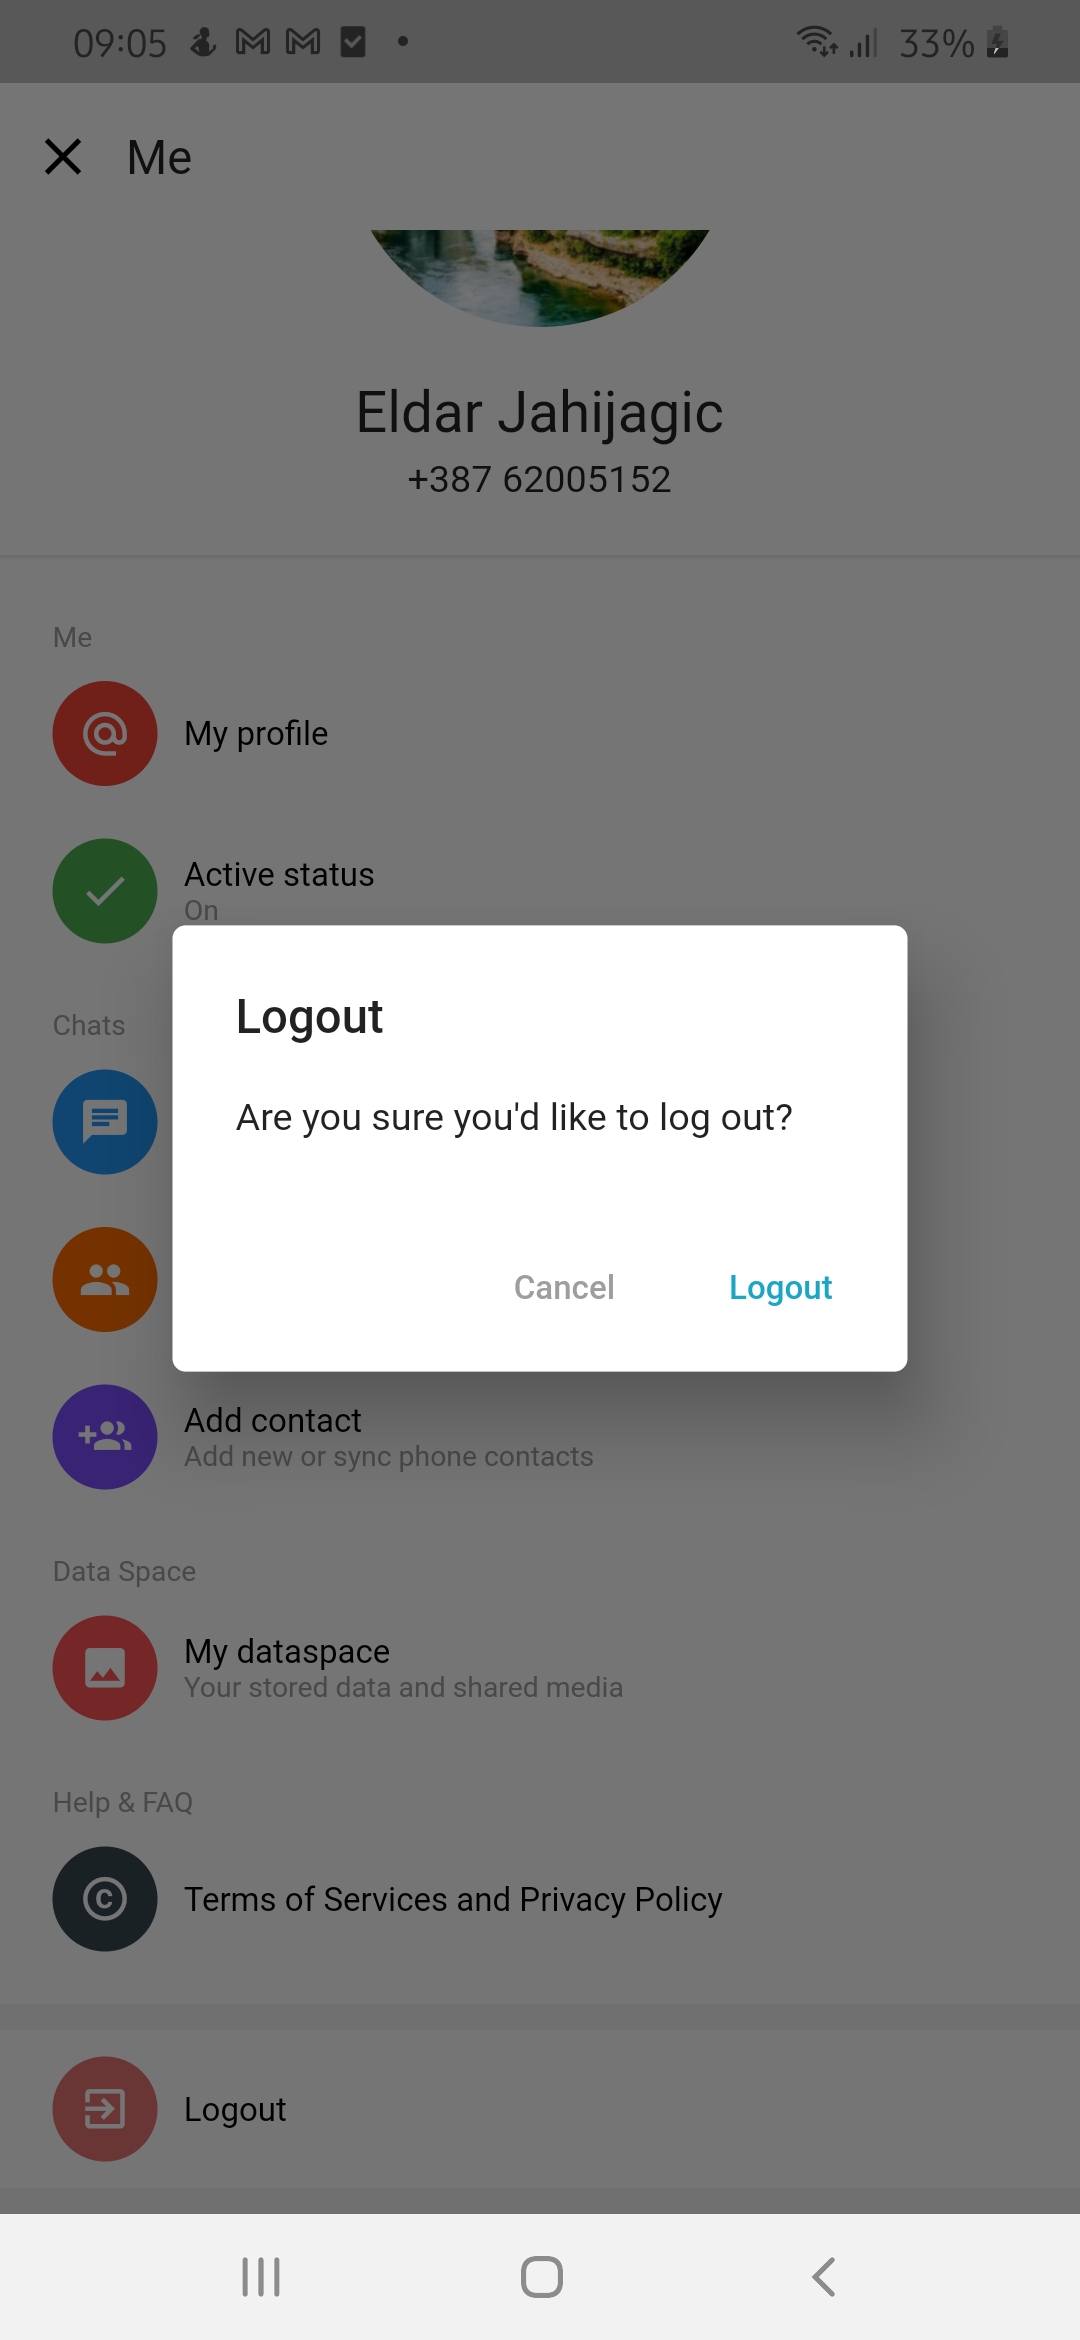 09:05
33%
Me
Eldar Jahijagic
+387 62005152
Me
My profile
Active status
On
Chats
Logout
Are you sure you'd like to log out?
Cancel Logout
Add contact
Add new or sync phone contacts
Data Space
My dataspace
Your stored data and shared media
Help & FAQ
Terms of Services and Privacy Policy
Logout